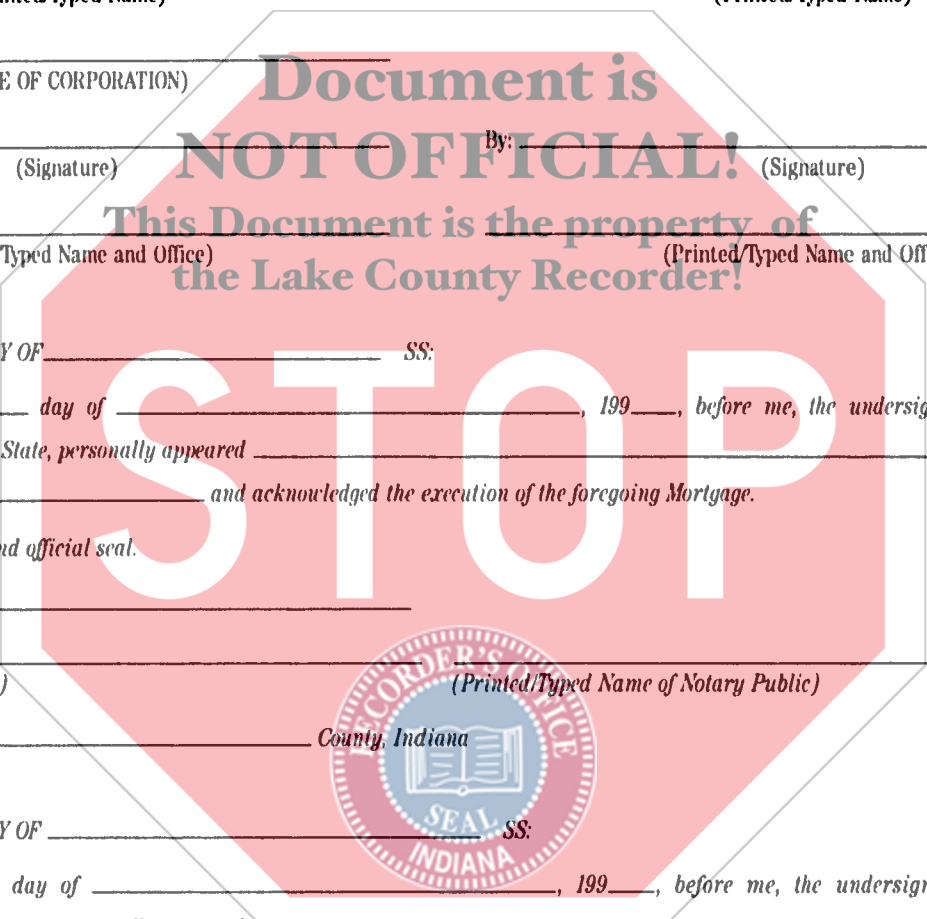 (Printed/Typed Name)
Document is
E OF CORPORATION)
NOT OFFICIAL!
By:
(Signature) (Signature)
This Document is the property of
Typed Name and Office) (Printed/Typed Name and Off
the Lake County Recorder!
Y OF SS:
STOP
day of , 199 , before me, the undersig
State, personally appeared
and acknowledged the execution of the foregoing Mortgage.
nd official seal.
RECORDER'S OFFICE
) (Printed/Typed Name of Notary Public)
County, Indiana
SEAL
Y OF SS:
INDIANA
day of , 199 , before me, the undersign